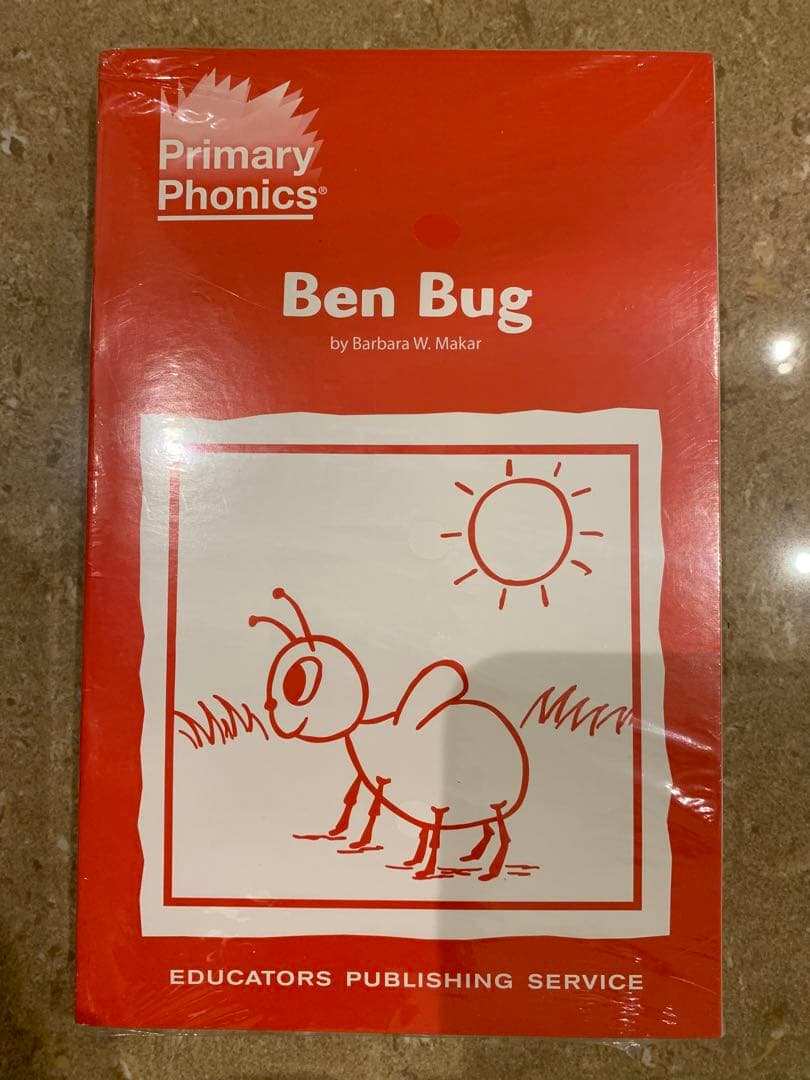 Primary
Phonics®
Ben Bug
by Barbara W. Makar
EDUCATORS PUBLISHING SERVICE